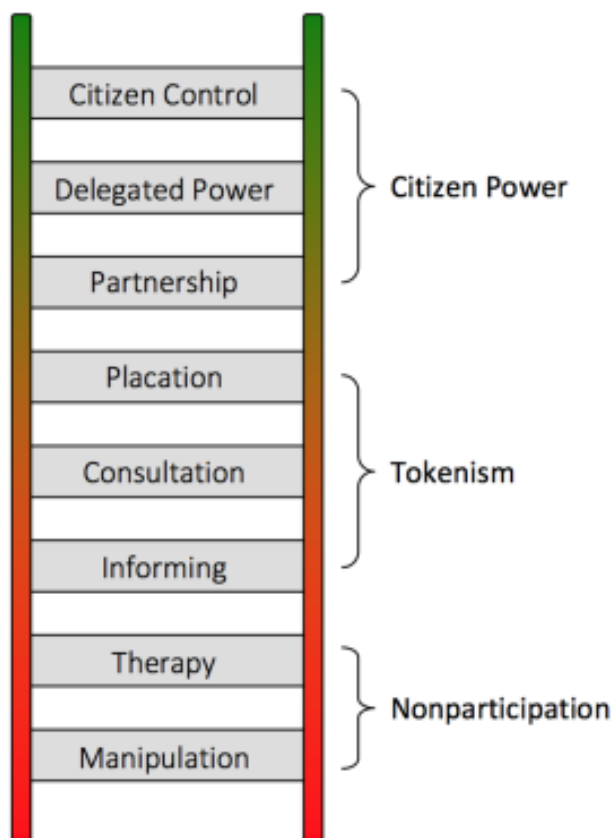 Citizen Control
Delegated Power
Partnership
Citizen Power
Placation
Consultation
Informing
Tokenism
Therapy
Manipulation
Nonparticipation